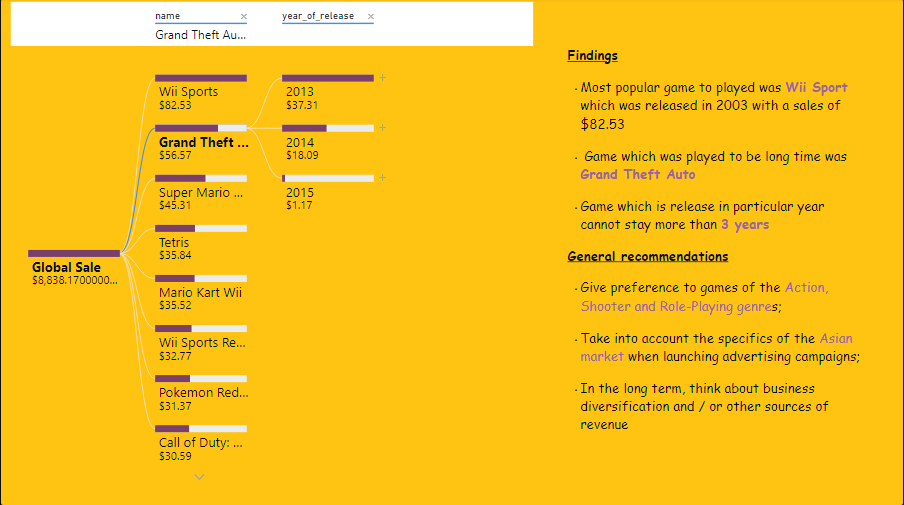 name
year_of_release
Grand Theft Au...
Wii Sports
$82.53
Grand Theft ...
$56.57
Super Mario ...
$45.31
Tetris
$35.84
Mario Kart Wii
$35.52
Wii Sports Re...
$32.77
Pokemon Red...
$31.37
Call of Duty: ...
$30.59
Global Sale
$8,838.1700000...
2013
$37.31
2014
$18.09
2015
$1.17
Findings
• Most popular game to played was Wii Sport
which was released in 2003 with a sales of
$82.53
• Game which was played to be long time was
Grand Theft Auto
• Game which is release in particular year
cannot stay more than 3 years
General recommendations
• Give preference to games of the Action,
Shooter and Role-Playing genres;
• Take into account the specifics of the Asian
market when launching advertising campaigns;
• In the long term, think about business
diversification and / or other sources of
revenue